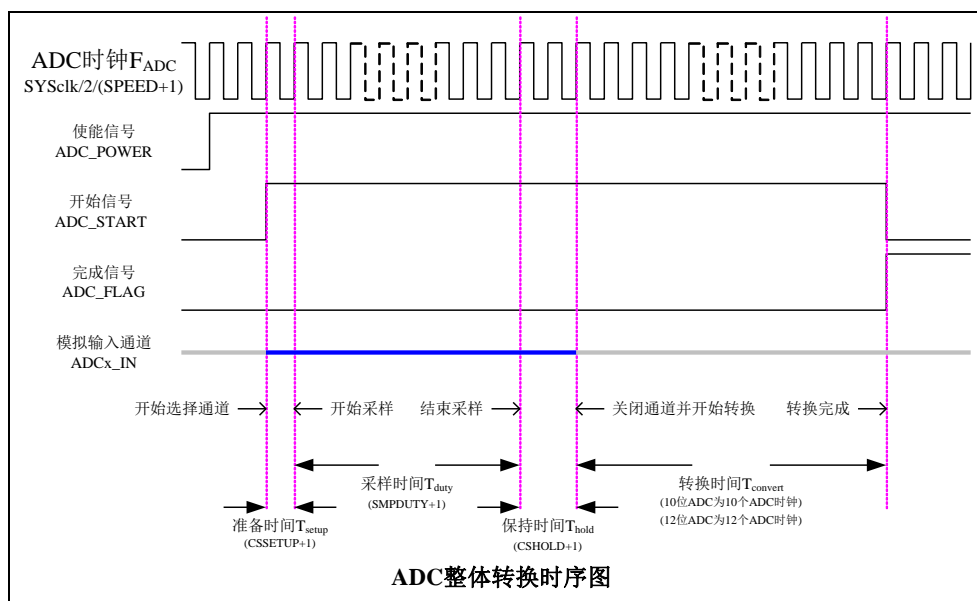 ADC时钟FADC
SYSclk/2/(SPEED+1)
使能信号
ADC_POWER
开始信号
ADC_START
完成信号
ADC_FLAG
模拟输入通道
ADCx_IN
开始选择通道
开始采样
结束采样
关闭通道并开始转换
转换完成
采样时间Tduty
(SMPDUTY+1)
转换时间Tconvert
(10位ADC为10个ADC时钟)
(12位ADC为12个ADC时钟)
准备时间Tsetup
(CSSETUP+1)
保持时间Thold
(CSHOLD+1)
ADC整体转换时序图